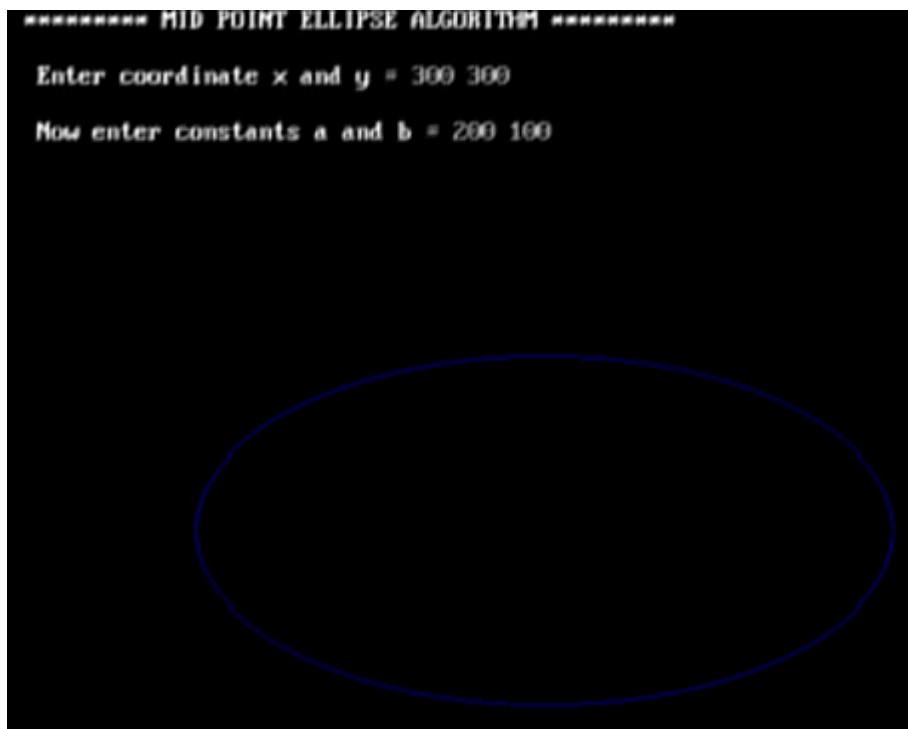 ********* MID POINT ELLIPSE ALGORITHM *********
Enter coordinate x and y = 300 300
Now enter constants a and b = 200 100